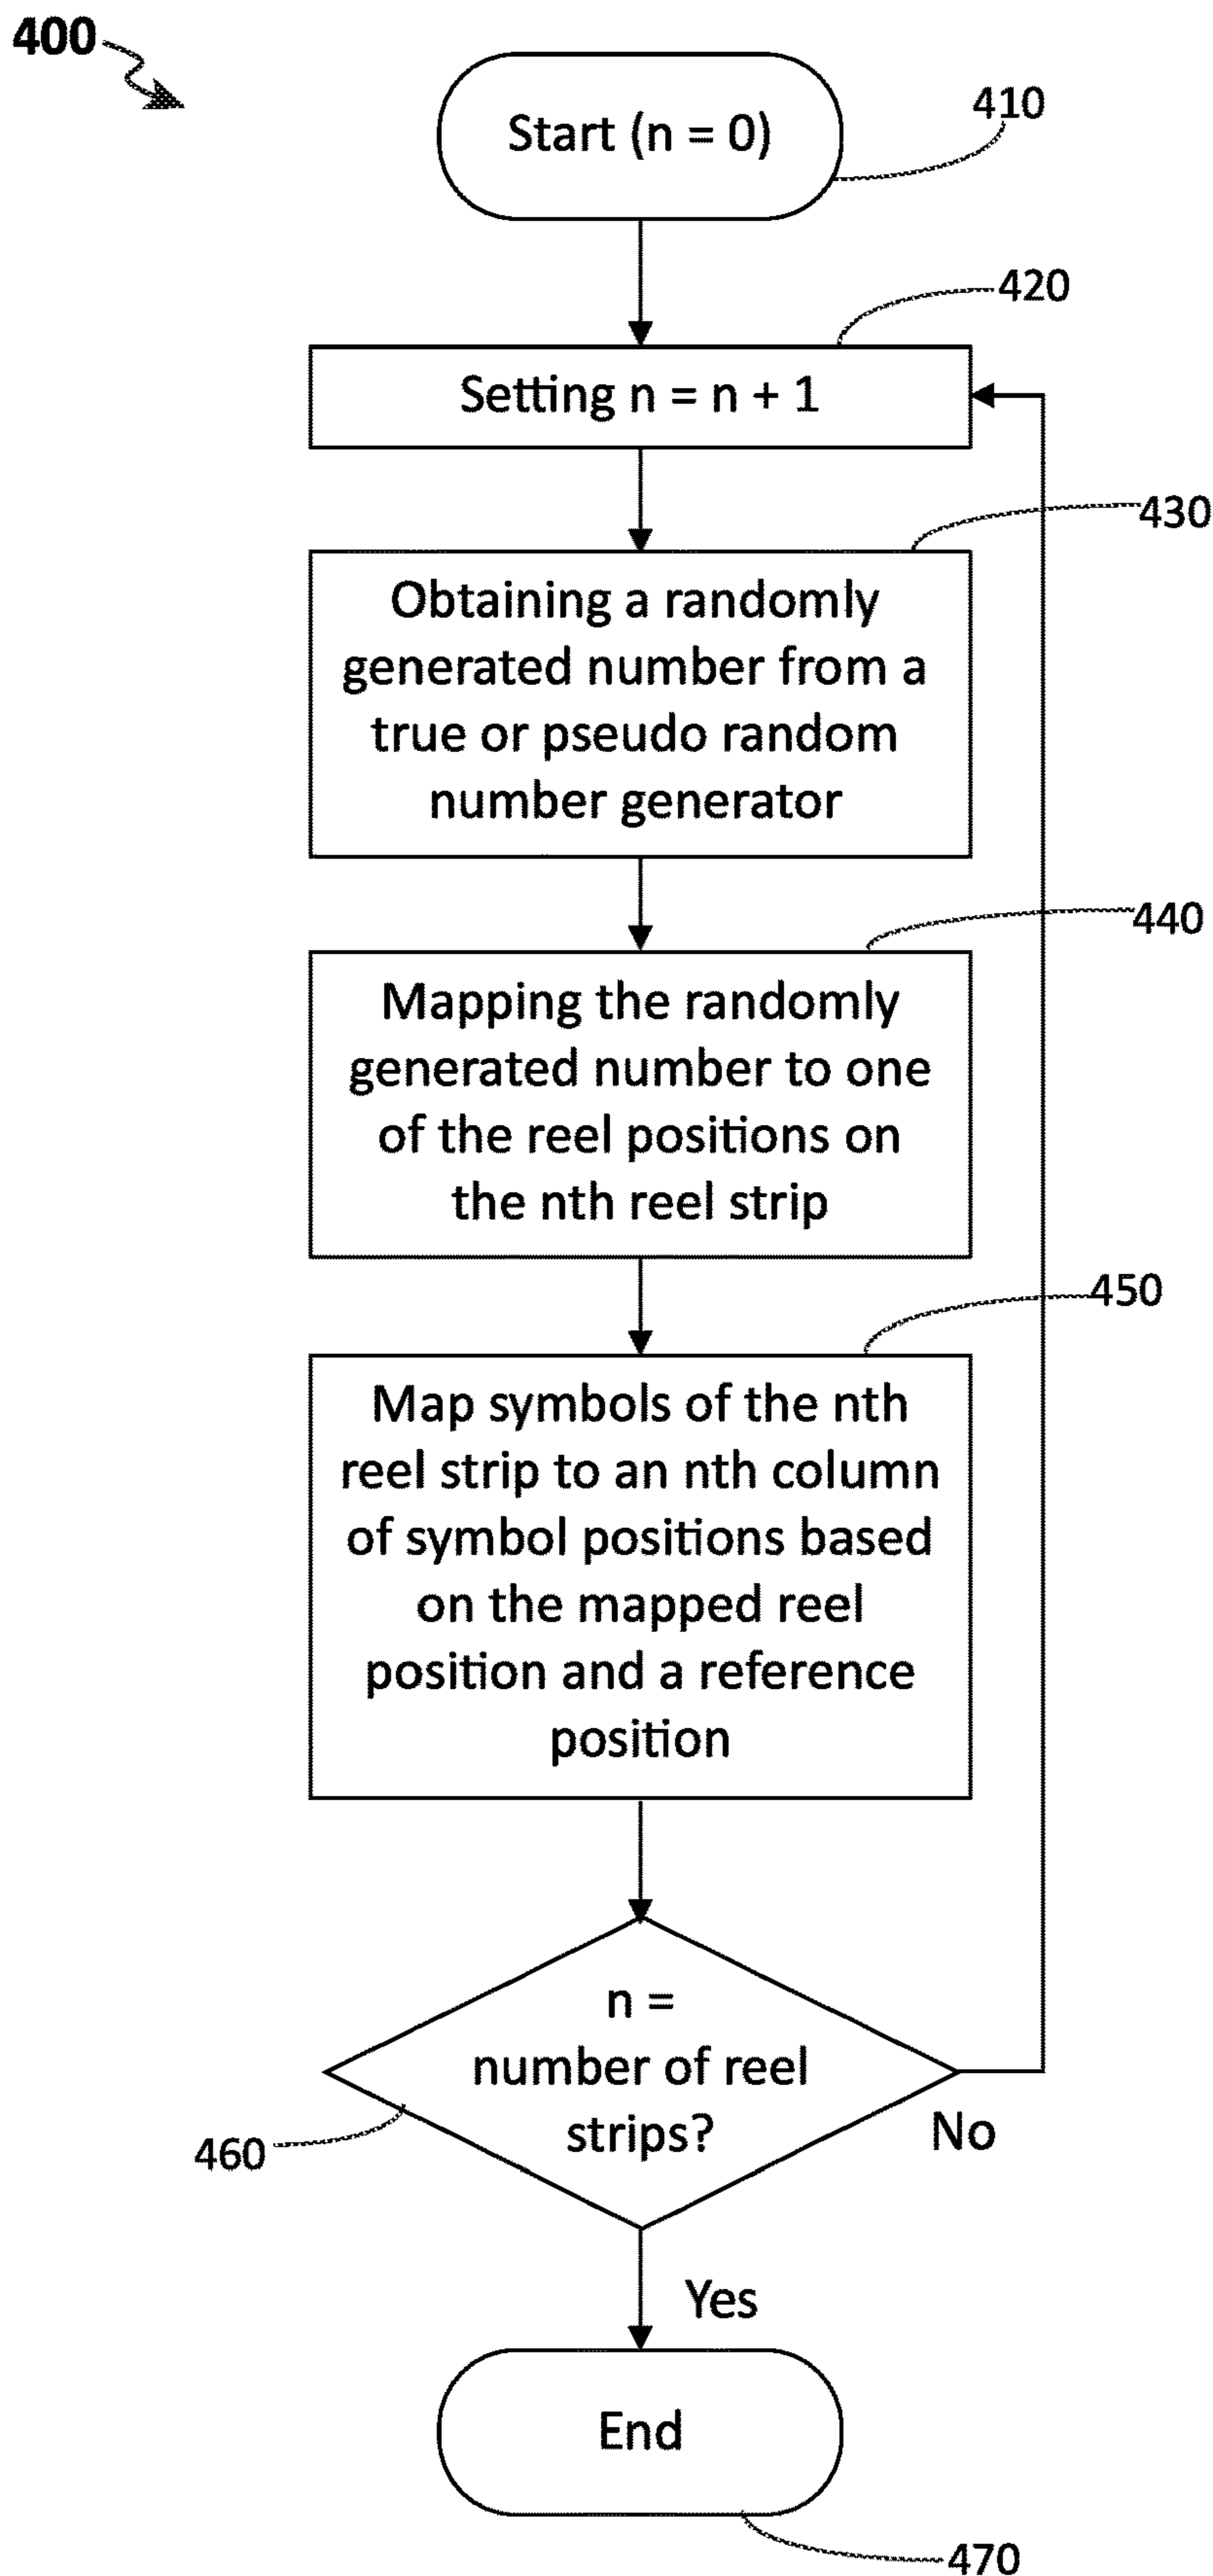 400
Start (n = 0)
410
420
Setting n = n + 1
430
Obtaining a randomly
generated number from a
true or pseudo random
number generator
440
Mapping the randomly
generated number to one
of the reel positions on
the nth reel strip
450
Map symbols of the nth
reel strip to an nth column
of symbol positions based
on the mapped reel
position and a reference
position
n =
number of reel
strips?
460
No
Yes
End
470